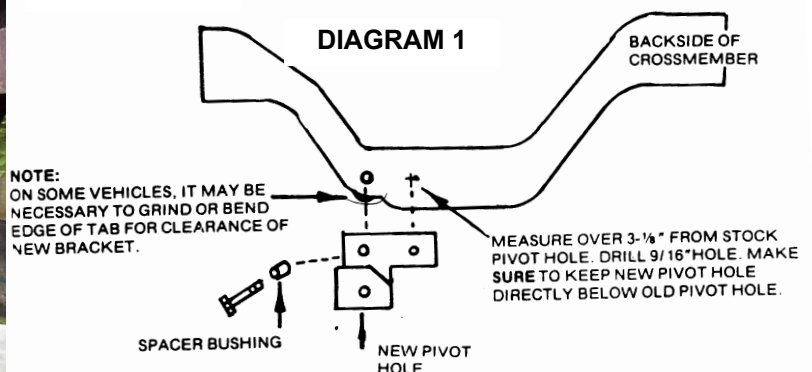 DIAGRAM 1
BACKSIDE OF
CROSSMEMBER
NOTE:
ON SOME VEHICLES, IT MAY BE
NECESSARY TO GRIND OR BEND
EDGE OF TAB FOR CLEARANCE OF
NEW BRACKET.
MEASURE OVER 3-1/8" FROM STOCK
PIVOT HOLE. DRILL 9/16" HOLE. MAKE
SURE TO KEEP NEW PIVOT HOLE
DIRECTLY BELOW OLD PIVOT HOLE.
SPACER BUSHING
NEW PIVOT
HOLE